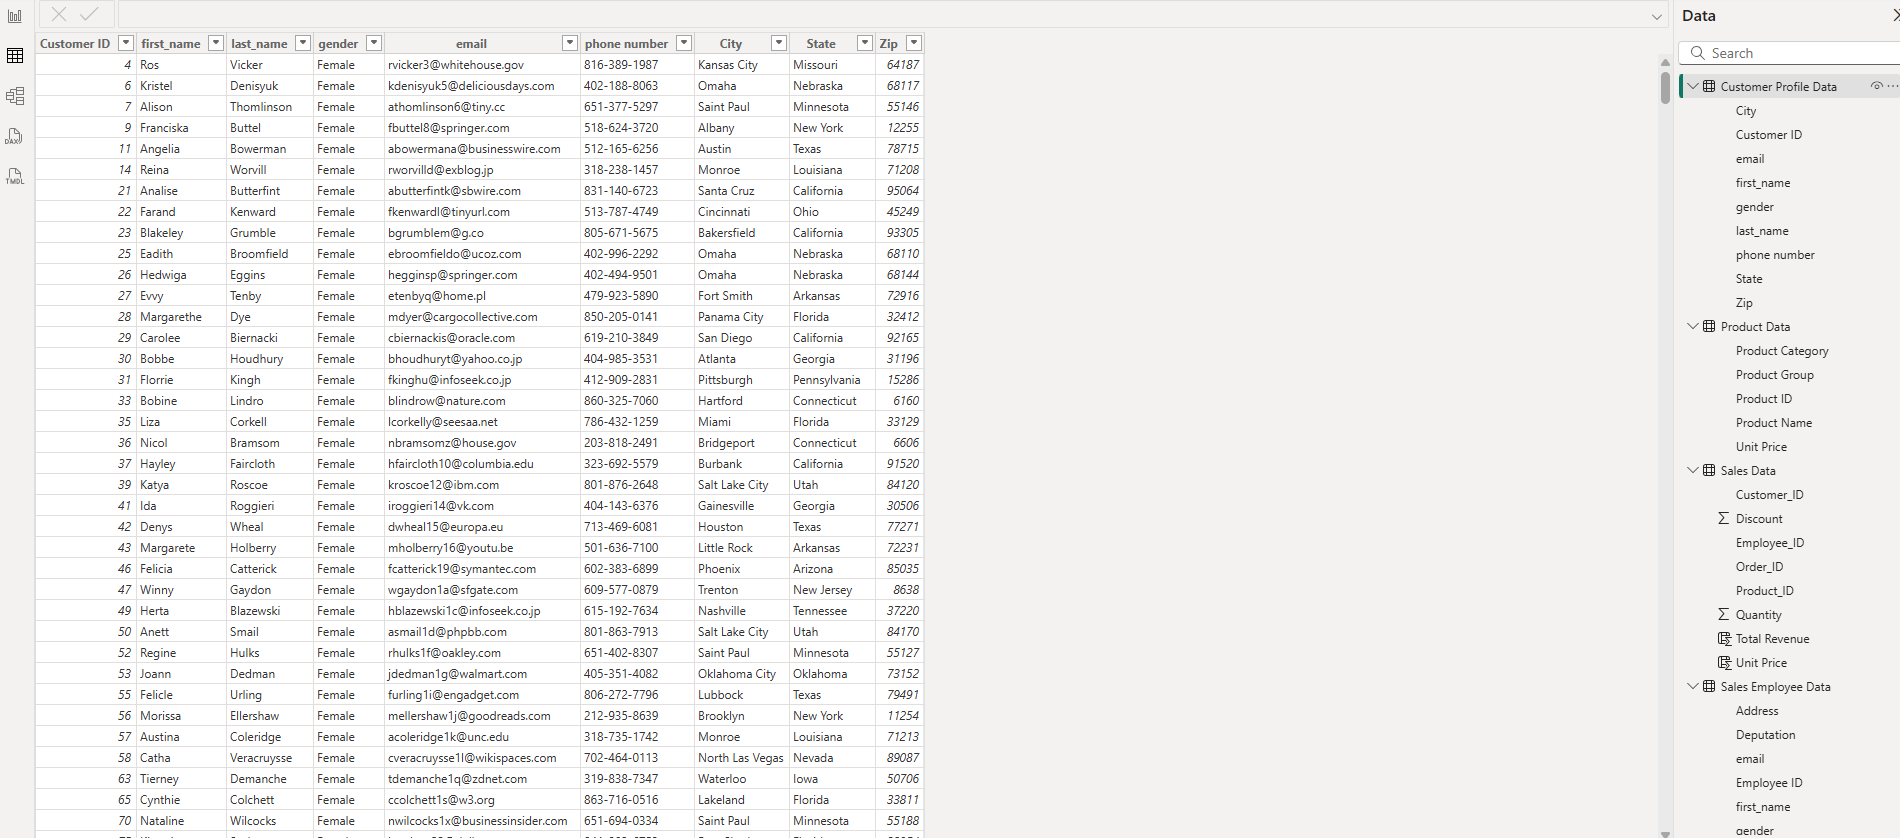 DAX
TMDL
Customer ID first_name last_name gender email phone number City State Zip
4 Ros Vicker Female rvicker3@whitehouse.gov 816-389-1987 Kansas City Missouri 64187
6 Kristel Denisyuk Female kdenisyuk5@deliciousdays.com 402-188-8063 Omaha Nebraska 68117
7 Alison Thomlinson Female athomlinson6@tiny.cc 651-377-5297 Saint Paul Minnesota 55146
9 Franciska Buttel Female fbuttel8@springer.com 518-624-3720 Albany New York 12255
11 Angelia Bowerman Female abowermana@businesswire.com 512-165-6256 Austin Texas 78715
14 Reina Worvill Female rworvilld@exblog.jp 318-238-1457 Monroe Louisiana 71208
21 Analise Butterfint Female abutterfintk@sbwire.com 831-140-6723 Santa Cruz California 95064
22 Farand Kenward Female fkenwardl@tinyurl.com 513-787-4749 Cincinnati Ohio 45249
23 Blakeley Grumble Female bgrumblem@g.co 805-671-5675 Bakersfield California 93305
25 Eadith Broomfield Female ebroomfieldo@ucoz.com 402-996-2292 Omaha Nebraska 68110
26 Hedwiga Eggins Female hegginsp@springer.com 402-494-9501 Omaha Nebraska 68144
27 Evvy Tenby Female etenbyq@home.pl 479-923-5890 Fort Smith Arkansas 72916
28 Margarethe Dye Female mdyer@cargocollective.com 850-205-0141 Panama City Florida 32412
29 Carolee Biernacki Female cbiernackis@oracle.com 619-210-3849 San Diego California 92165
30 Bobbe Houdhury Female bhoudhuryt@yahoo.co.jp 404-985-3531 Atlanta Georgia 31196
31 Florrie Kingh Female fkinghu@infoseek.co.jp 412-909-2831 Pittsburgh Pennsylvania 15286
33 Bobine Lindro Female blindrow@nature.com 860-325-7060 Hartford Connecticut 6160
35 Liza Corkell Female lcorkelly@seesaa.net 786-432-1259 Miami Florida 33129
36 Nicol Bramsom Female nbramsomz@house.gov 203-818-2491 Bridgeport Connecticut 6606
37 Hayley Faircloth Female hfaircloth10@columbia.edu 323-692-5579 Burbank California 91520
39 Katya Roscoe Female kroscoe12@ibm.com 801-876-2648 Salt Lake City Utah 84120
41 Ida Roggieri Female iroggieri14@vk.com 404-143-6376 Gainesville Georgia 30506
42 Denys Wheal Female dwheal15@europa.eu 713-469-6081 Houston Texas 77271
43 Margarete Holberry Female mholberry16@youtu.be 501-636-7100 Little Rock Arkansas 72231
46 Felicia Catterick Female fcatterick19@symantec.com 602-383-6899 Phoenix Arizona 85035
47 Winny Gaydon Female wgaydon1a@sfgate.com 609-577-0879 Trenton New Jersey 8638
49 Herta Blazewski Female hblazewski1c@infoseek.co.jp 615-192-7634 Nashville Tennessee 37220
50 Anett Smail Female asmail1d@phpbb.com 801-863-7913 Salt Lake City Utah 84170
52 Regine Hulks Female rhulks1f@oakley.com 651-402-8307 Saint Paul Minnesota 55127
53 Joann Dedman Female jdedman1g@walmart.com 405-351-4082 Oklahoma City Oklahoma 73152
55 Felicle Urling Female furling1i@engadget.com 806-272-7796 Lubbock Texas 79491
56 Morissa Ellershaw Female mellershaw1j@goodreads.com 212-935-8639 Brooklyn New York 11254
57 Austina Coleridge Female acoleridge1k@unc.edu 318-735-1742 Monroe Louisiana 71213
58 Catha Veracruysse Female cveracruysse1l@wikispaces.com 702-464-0113 North Las Vegas Nevada 89087
63 Tierney Demanche Female tdemanche1q@zdnet.com 319-838-7347 Waterloo Iowa 50706
65 Cynthie Colchett Female ccolchett1s@w3.org 863-716-0516 Lakeland Florida 33811
70 Nataline Wilcocks Female nwilcocks1x@businessinsider.com 651-694-0334 Saint Paul Minnesota 55188
Data
Search
Customer Profile Data
City
Customer ID
email
first_name
gender
last_name
phone number
State
Zip
Product Data
Product Category
Product Group
Product ID
Product Name
Unit Price
Sales Data
Customer_ID
Discount
Employee_ID
Order_ID
Product_ID
Quantity
Total Revenue
Unit Price
Sales Employee Data
Address
Deputation
email
Employee ID
first_name
gender